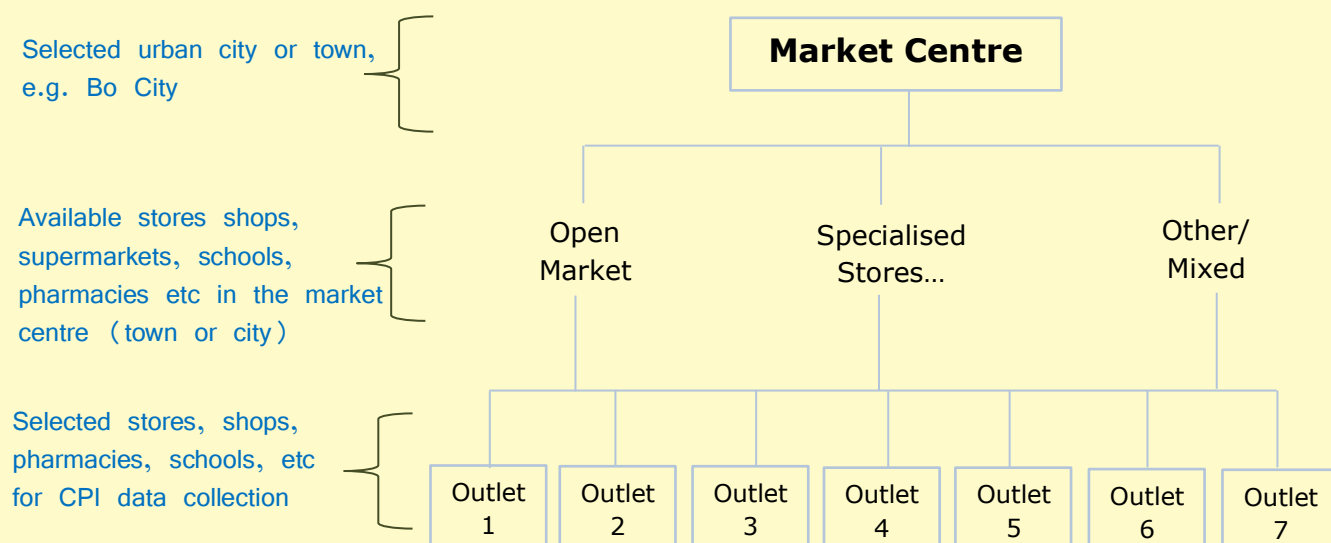 Selected urban city or town,
e.g. Bo City
Market Centre
Available stores shops,
supermarkets, schools,
pharmacies etc in the market
centre (town or city)
Open
Market
Specialised
Stores...
Other/
Mixed
Selected stores, shops,
pharmacies, schools, etc
for CPI data collection
Outlet
1
Outlet
2
Outlet
3
Outlet
4
Outlet
5
Outlet
6
Outlet
7